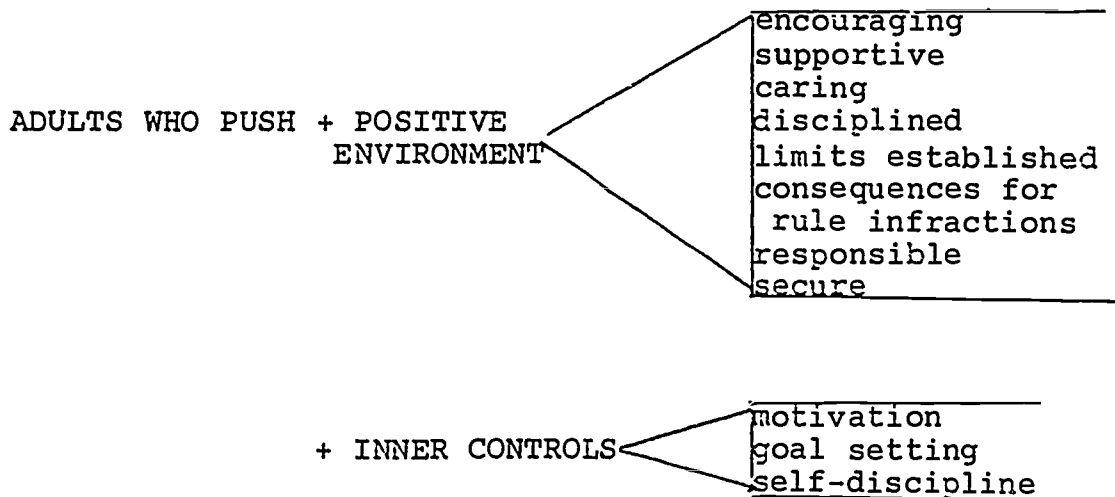 encouraging
supportive
caring
ADULTS WHO PUSH + POSITIVE
disciplined
ENVIRONMENT
limits established
consequences for
rule infractions
responsible
secure
motivation
+ INNER CONTROLS
goal setting
self-discipline